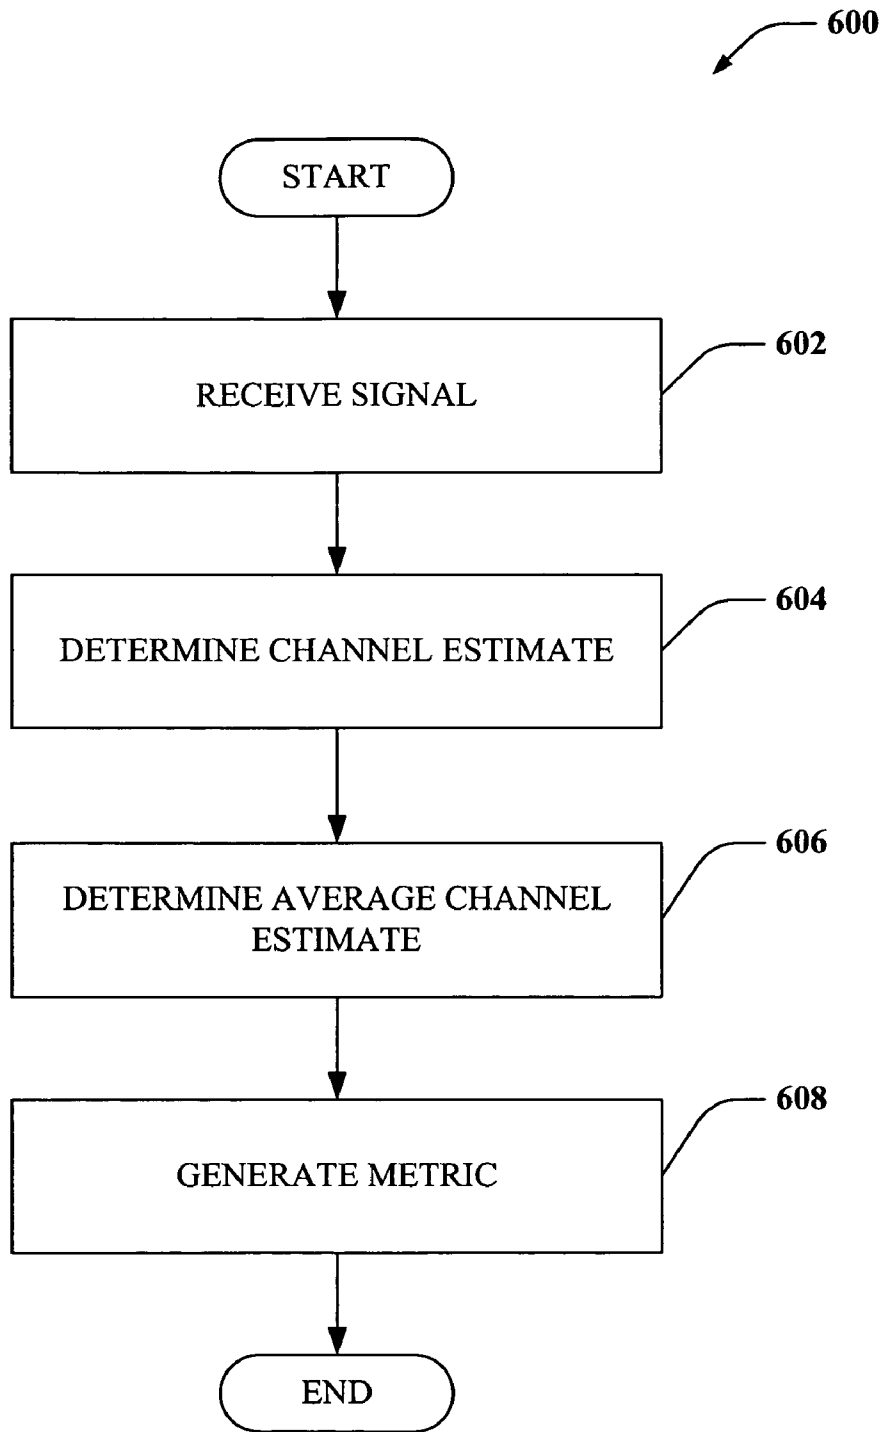 600
START
602
RECEIVE SIGNAL
604
DETERMINE CHANNEL ESTIMATE
606
DETERMINE AVERAGE CHANNEL
ESTIMATE
608
GENERATE METRIC
END